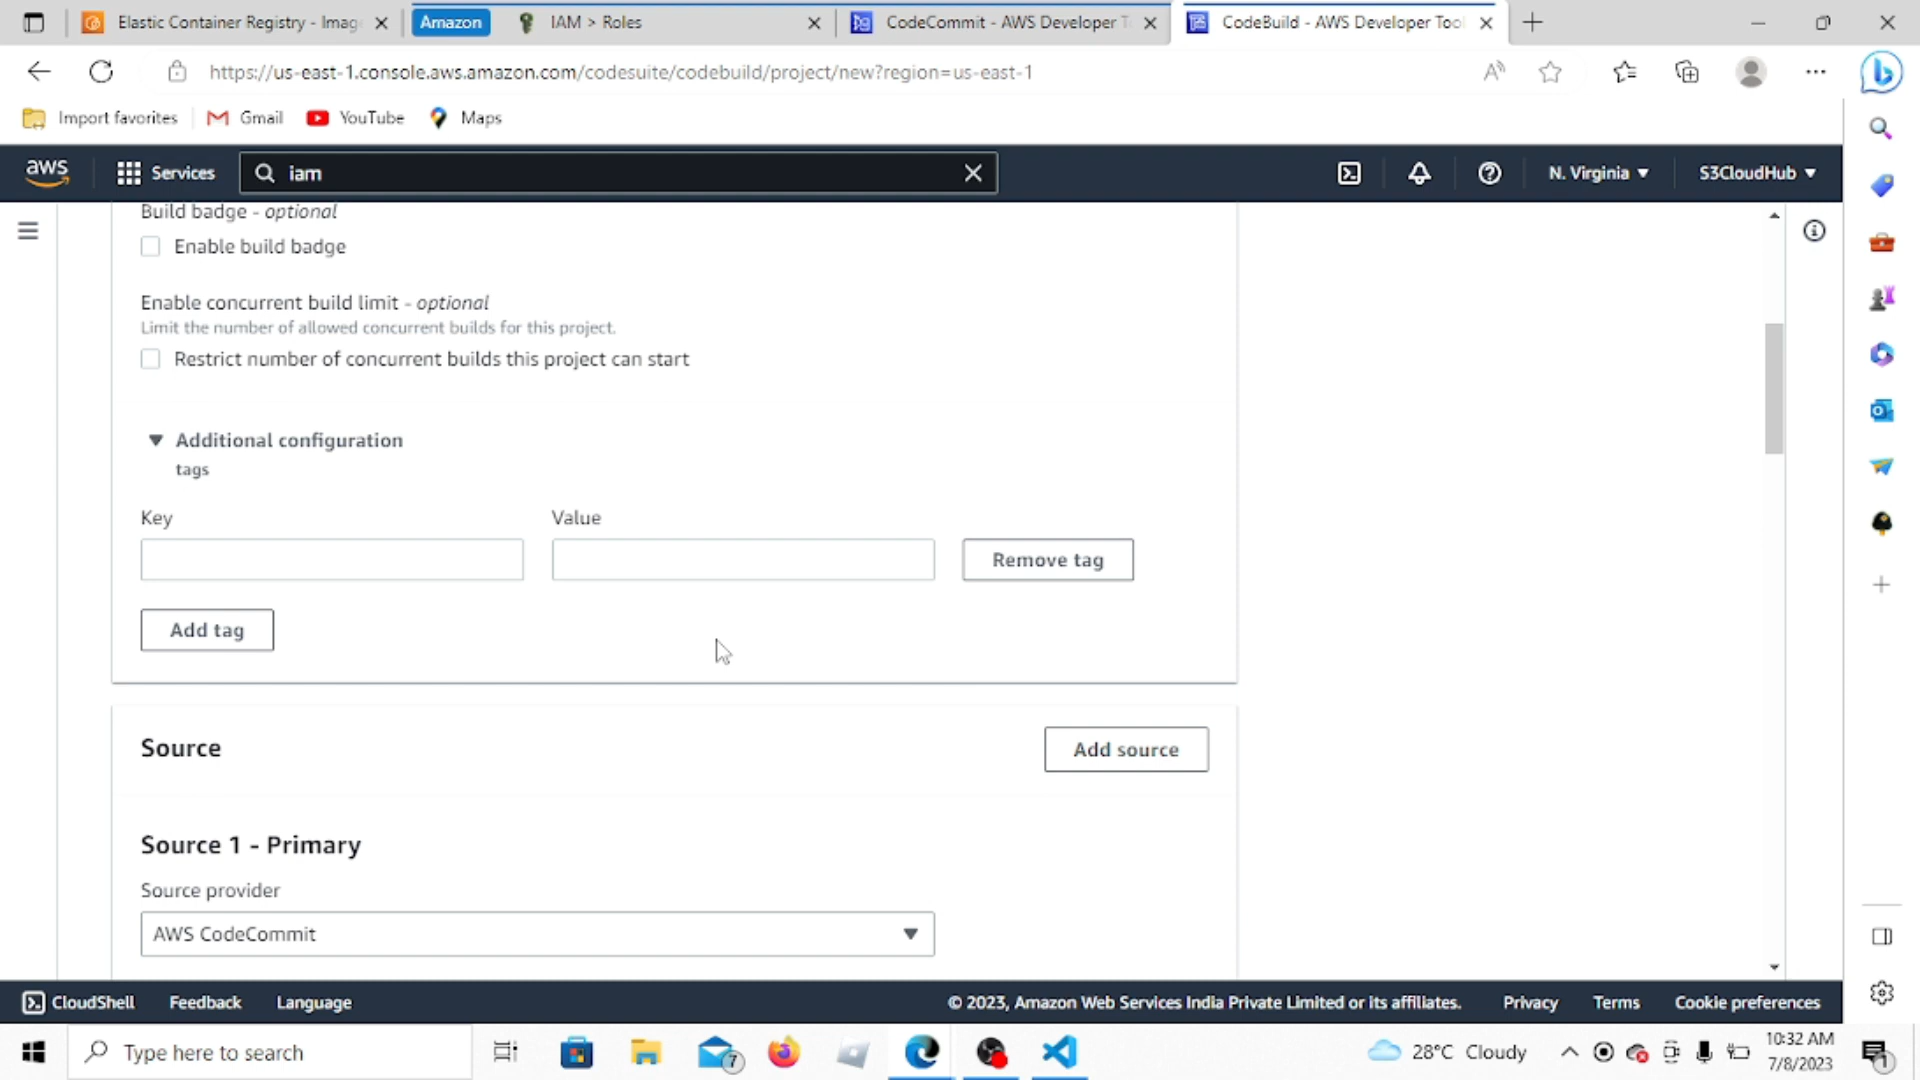 Elastic Container Registry - Imag
Amazon
IAM > Roles
CodeCommit - AWS Developer T
CodeBuild - AWS Developer Tool
https://us-east-1.console.aws.amazon.com/codesuite/codebuild/project/new?region=us-east-1
Import favorites
Gmail
YouTube
Maps
aws
Services
iam
N. Virginia
S3CloudHub
Build badge - optional
Enable build badge
Enable concurrent build limit - optional
Limit the number of allowed concurrent builds for this project.
Restrict number of concurrent builds this project can start
Additional configuration
tags
Key
Value
Remove tag
Add tag
Source
Add source
Source 1 - Primary
Source provider
AWS CodeCommit
CloudShell
Feedback
Language
© 2023, Amazon Web Services India Private Limited or its affiliates.
Privacy
Terms
Cookie preferences
Type here to search
7
28°C Cloudy
10:32 AM
7/8/2023
1